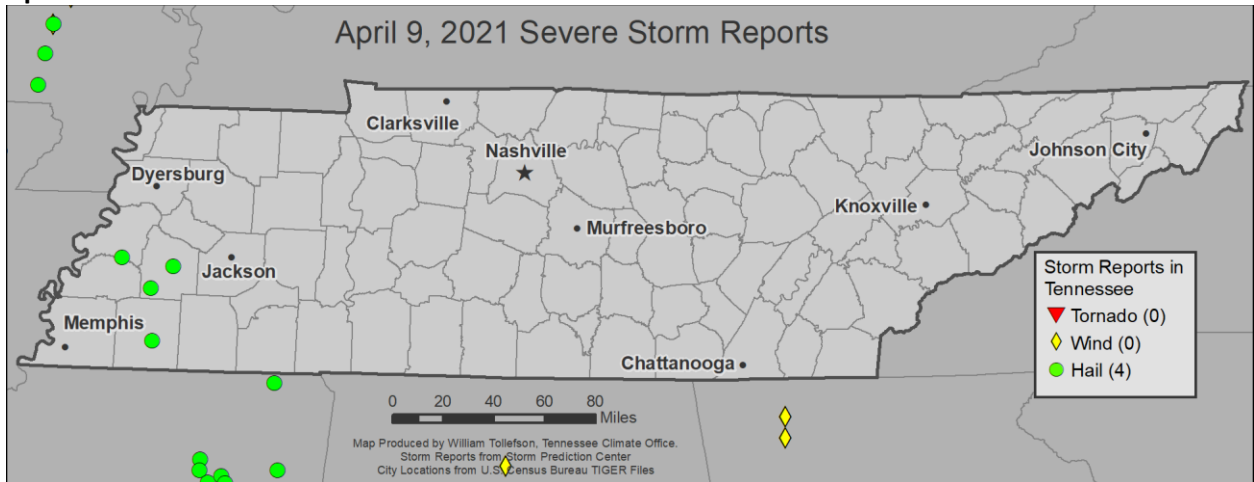 April 9, 2021 Severe Storm Reports
Clarksville
Nashville
Johnson City
Dyersburg
Knoxville
Murfreesboro
Jackson
Memphis
Chattanooga
Storm Reports in
Tennessee
Tornado (0)
Wind (0)
Hail (4)
0 20 40 60 80
Miles
Map Produced by William Tollefson, Tennessee Climate Office.
Storm Reports from Storm Prediction Center
City Locations from U.S. Census Bureau TIGER Files